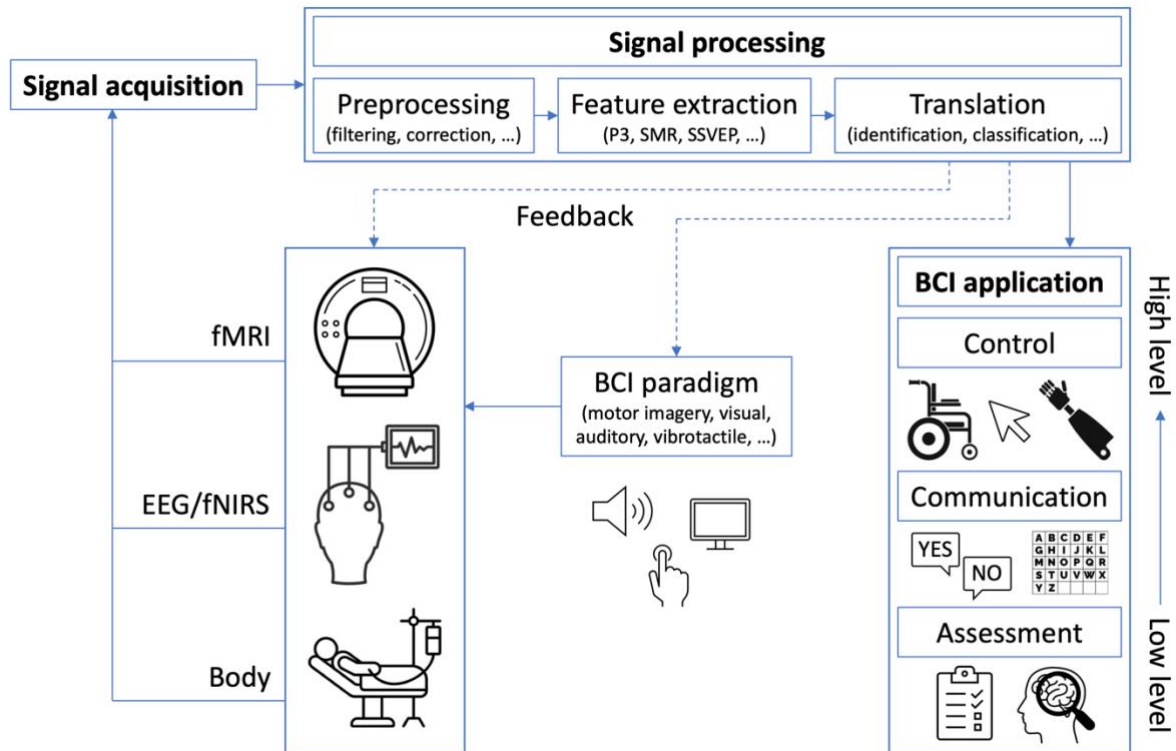 Signal processing
Signal acquisition
Preprocessing
(filtering, correction, ...)
Feature extraction
(P3, SMR, SSVEP, ...)
Translation
(identification, classification, ...)
Feedback
fMRI
EEG/fNIRS
Body
BCI paradigm
(motor imagery, visual,
auditory, vibrotactile, ...)
BCI application
Control
Communication
YES
NO
A B C D E F
G H I J K L
M N O P Q R
S T U V W X
Y Z
Assessment
High level
Low level